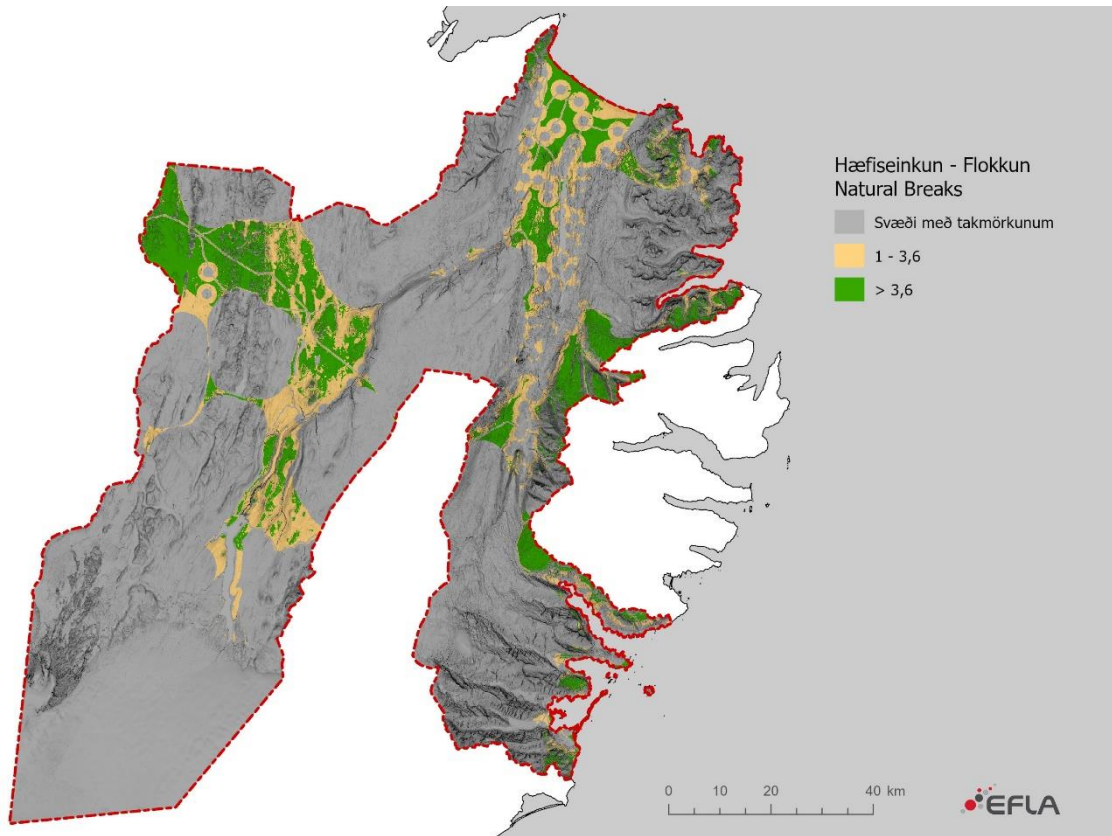 Hæfiseinkun - Flokkun
Natural Breaks
Svæði með takmörkunum
1 - 3,6
> 3,6
0 10 20 40 km
EFLA